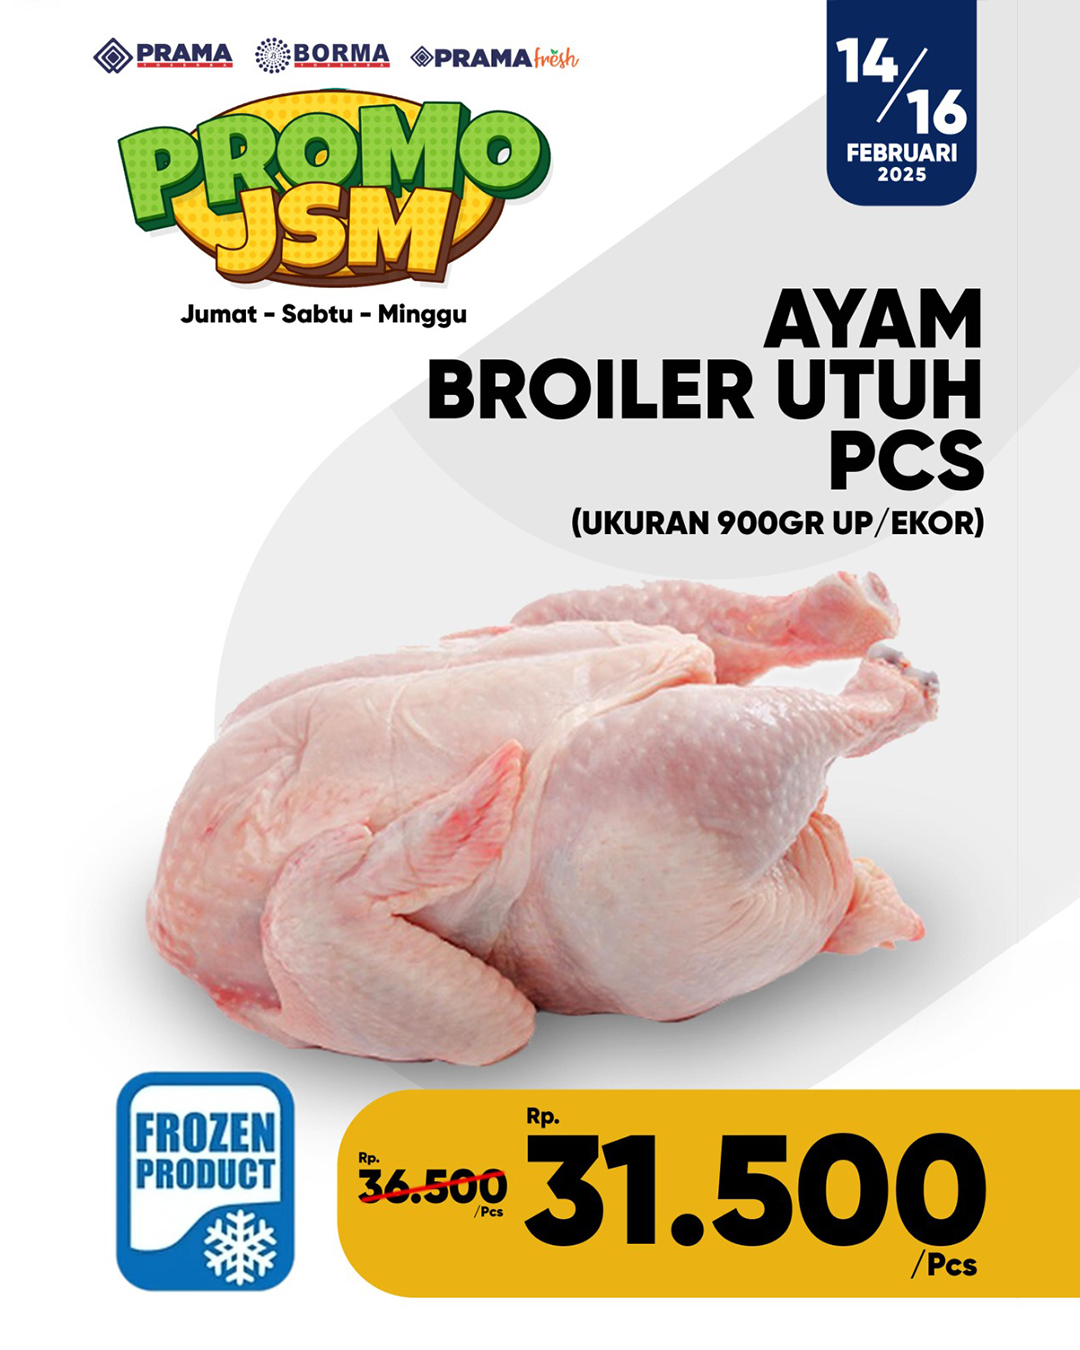 PRAMA BORMA PRAMA fresh
14/16
FEBRUARI
2025
PROMO
JSM
Jumat - Sabtu - Minggu
AYAM
BROILER UTUH
PCS
(UKURAN 900GR UP/EKOR)
FROZEN
PRODUCT
Rp.
36.500
/Pcs
Rp.
31.500
/Pcs